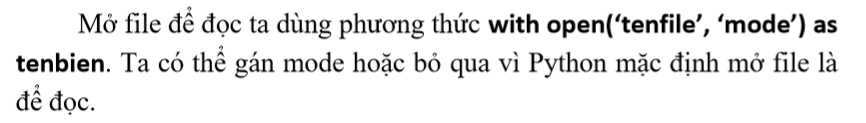 Mở file để đọc ta dùng phương thức with open(‘tenfile’, ‘mode’) as
tenbien. Ta có thể gán mode hoặc bỏ qua vì Python mặc định mở file là
để đọc.